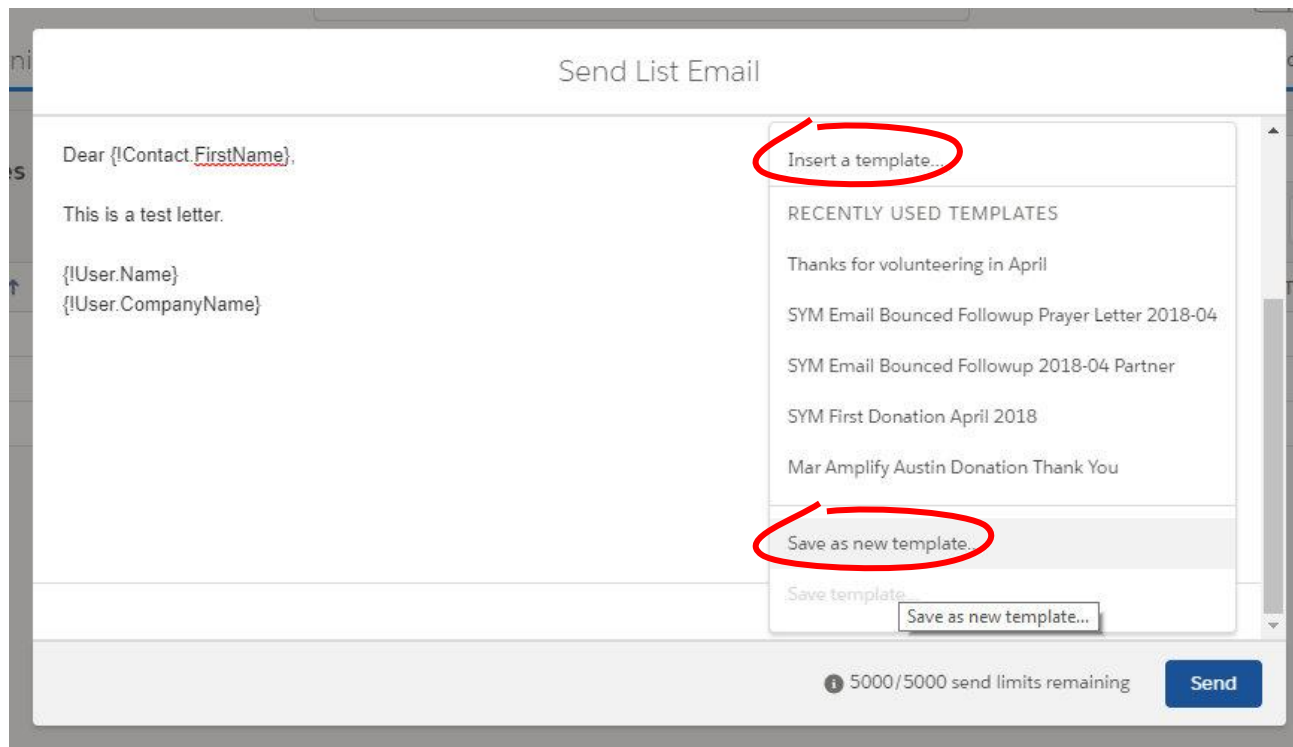 Send List Email
Dear {!Contact.FirstName},
This is a test letter.
{!User.Name}
{!User.CompanyName}
Insert a template...
RECENTLY USED TEMPLATES
Thanks for volunteering in April
SYM Email Bounced Followup Prayer Letter 2018-04
SYM Email Bounced Followup 2018-04 Partner
SYM First Donation April 2018
Mar Amplify Austin Donation Thank You
Save as new template...
Save template...
Save as new template...
5000/5000 send limits remaining
Send